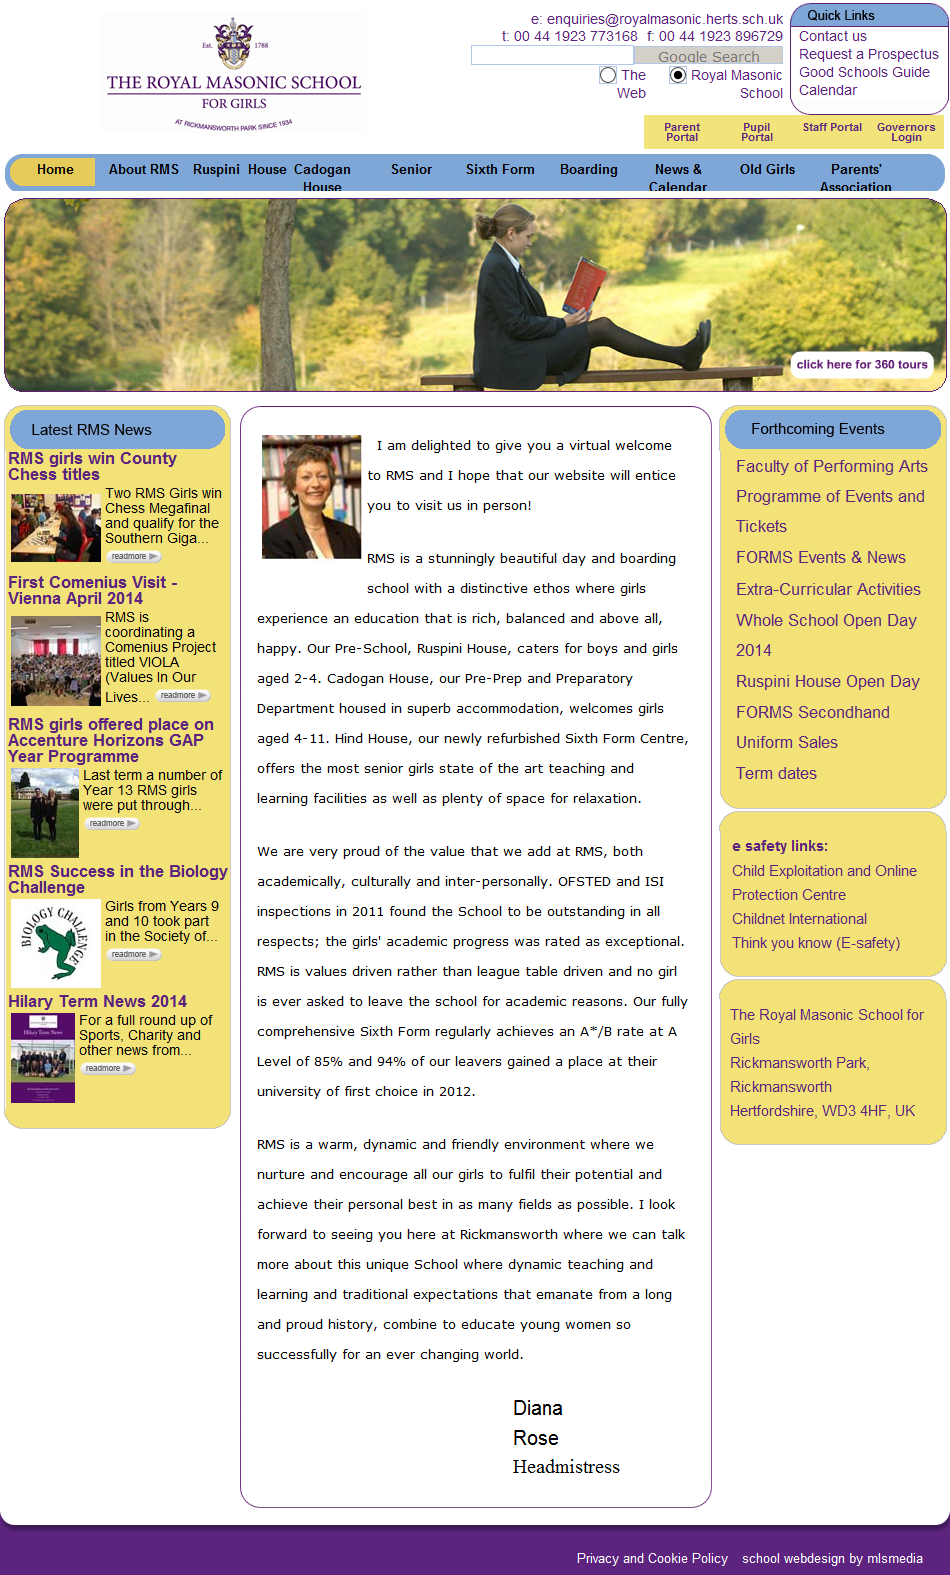 Est. 1788
THE ROYAL MASONIC SCHOOL
FOR GIRLS
AT RICKMANSWORTH PARK SINCE 1934
e: enquiries@royalmasonic.herts.sch.uk
t: 00 44 1923 773168 f: 00 44 1923 896729
Google Search
The Web
Royal Masonic School
Quick Links
Contact us
Request a Prospectus
Good Schools Guide
Calendar
Parent Portal
Pupil Portal
Staff Portal
Governors Login
Home
About RMS
Ruspini House
Cadogan House
Senior
Sixth Form
Boarding
News & Calendar
Old Girls
Parents' Association
click here for 360 tours
Latest RMS News
RMS girls win County
Chess titles
Two RMS Girls win
Chess Megafinal
and qualify for the
Southern Giga...
readmore
First Comenius Visit -
Vienna April 2014
RMS is
coordinating a
Comenius Project
titled VIOLA
(Values In Our
Lives... readmore
RMS girls offered place on
Accenture Horizons GAP
Year Programme
Last term a number of
Year 13 RMS girls
were put through...
readmore
RMS Success in the Biology
Challenge
BIOLOGY CHALLENGE
Girls from Years 9
and 10 took part
in the Society of...
readmore
Hilary Term News 2014
Hilary Term News
For a full round up of
Sports, Charity and
other news from...
readmore
I am delighted to give you a virtual welcome
to RMS and I hope that our website will entice
you to visit us in person!
RMS is a stunningly beautiful day and boarding
school with a distinctive ethos where girls
experience an education that is rich, balanced and above all,
happy. Our Pre-School, Ruspini House, caters for boys and girls
aged 2-4. Cadogan House, our Pre-Prep and Preparatory
Department housed in superb accommodation, welcomes girls
aged 4-11. Hind House, our newly refurbished Sixth Form Centre,
offers the most senior girls state of the art teaching and
learning facilities as well as plenty of space for relaxation.
We are very proud of the value that we add at RMS, both
academically, culturally and inter-personally. OFSTED and ISI
inspections in 2011 found the School to be outstanding in all
respects; the girls' academic progress was rated as exceptional.
RMS is values driven rather than league table driven and no girl
is ever asked to leave the school for academic reasons. Our fully
comprehensive Sixth Form regularly achieves an A*/B rate at A
Level of 85% and 94% of our leavers gained a place at their
university of first choice in 2012.
RMS is a warm, dynamic and friendly environment where we
nurture and encourage all our girls to fulfil their potential and
achieve their personal best in as many fields as possible. I look
forward to seeing you here at Rickmansworth where we can talk
more about this unique School where dynamic teaching and
learning and traditional expectations that emanate from a long
and proud history, combine to educate young women so
successfully for an ever changing world.
Diana
Rose
Headmistress
Forthcoming Events
Faculty of Performing Arts
Programme of Events and
Tickets
FORMS Events & News
Extra-Curricular Activities
Whole School Open Day
2014
Ruspini House Open Day
FORMS Secondhand
Uniform Sales
Term dates
e safety links:
Child Exploitation and Online
Protection Centre
Childnet International
Think you know (E-safety)
The Royal Masonic School for
Girls
Rickmansworth Park,
Rickmansworth
Hertfordshire, WD3 4HF, UK
Privacy and Cookie Policy school webdesign by mlsmedia